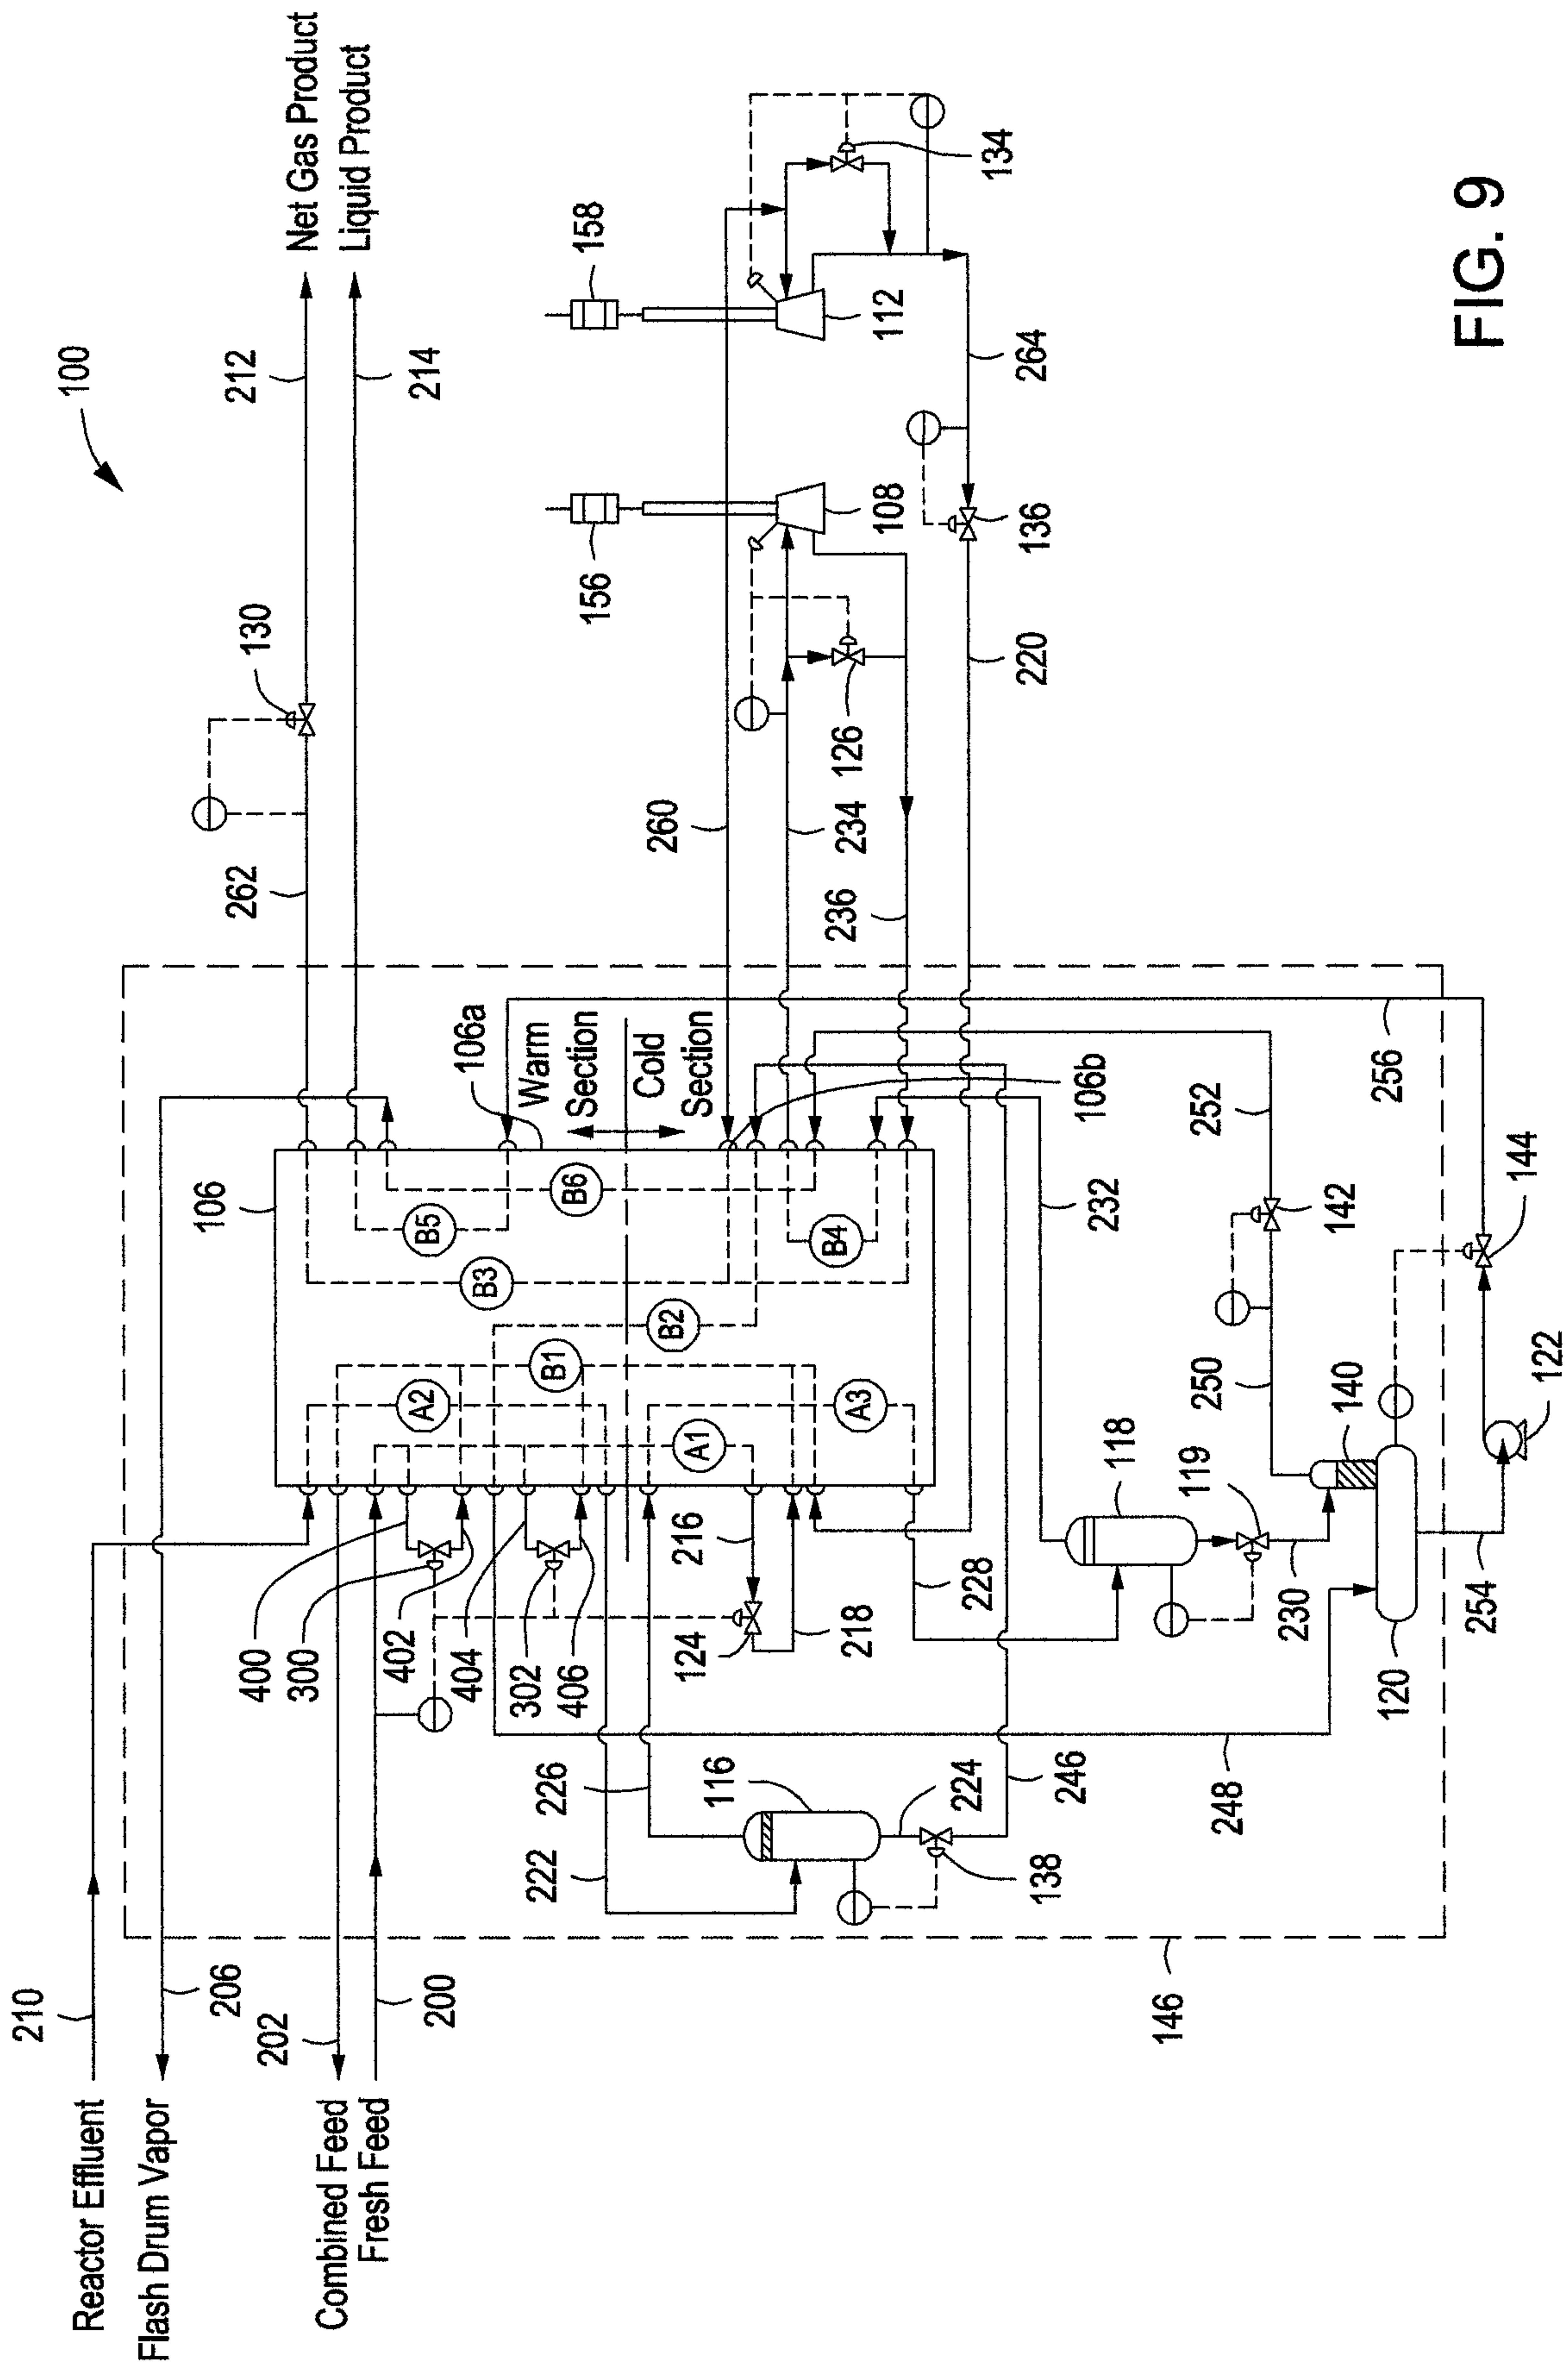 100
Net Gas Product
Liquid Product
212
214
130
262
158
156
112
134
108
264
136
126
220
260
234
236
106
106a
Warm
Section
Cold
Section
106b
B6
B5
B3
B4
B2
B1
A2
A1
A3
256
252
232
142
144
250
140
122
118
119
230
254
120
228
216
218
124
400
300
402
404
302
406
226
222
116
224
138
246
248
146
210
206
202
200
Reactor Effluent
Flash Drum Vapor
Combined Feed
Fresh Feed
FIG. 9